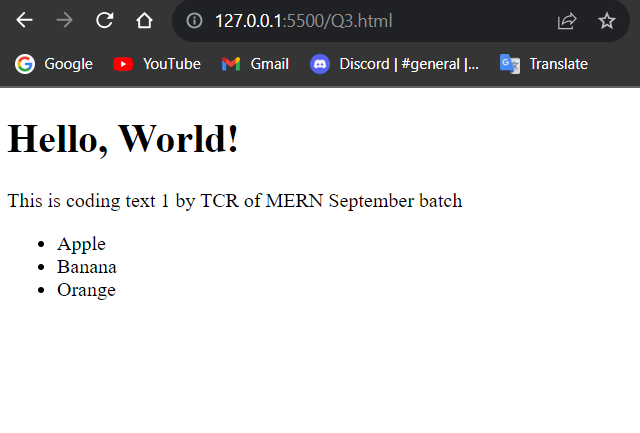 127.0.0.1:5500/Q3.html
Google YouTube Gmail Discord | #general |... Translate
Hello, World!
This is coding text 1 by TCR of MERN September batch
Apple
Banana
Orange